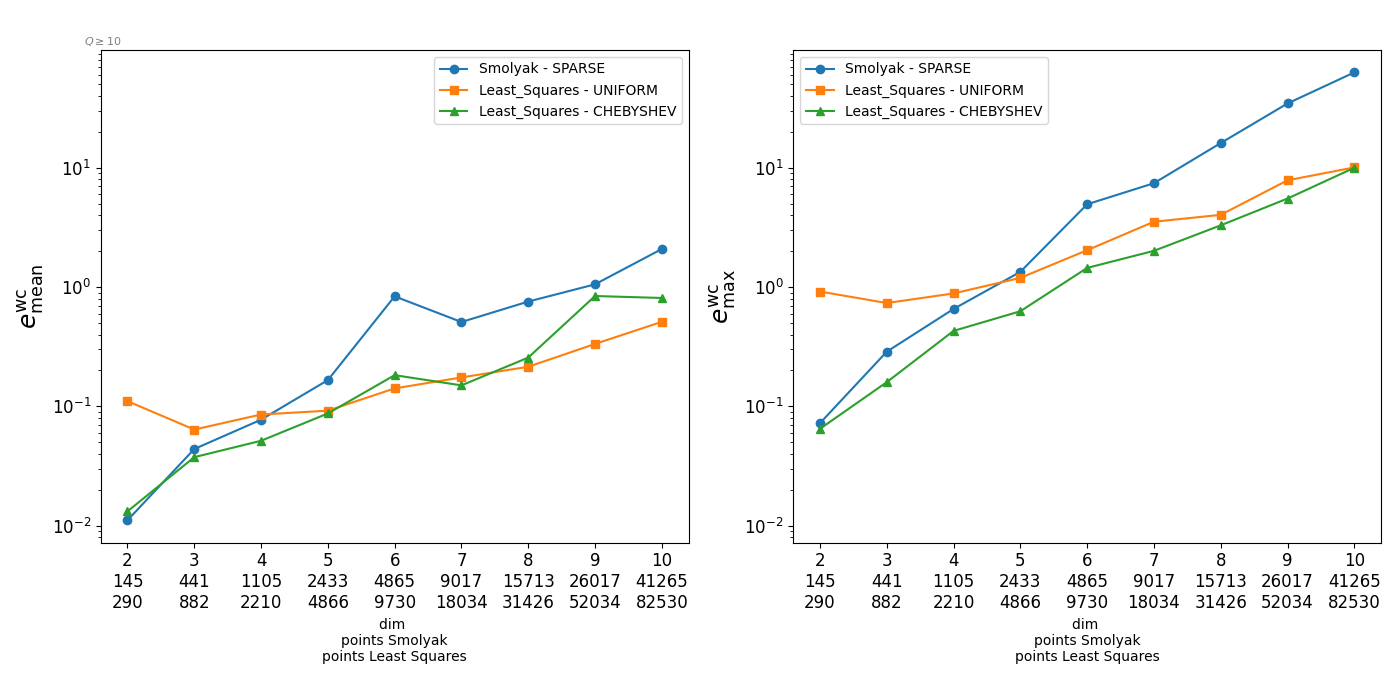 Q ≥ 10
Smolyak - SPARSE
Least_Squares - UNIFORM
Least_Squares - CHEBYSHEV
10^1
10^0
10^-1
10^-2
e^wc_mean
2 3 4 5 6 7 8 9 10
145 441 1105 2433 4865 9017 15713 26017 41265
290 882 2210 4866 9730 18034 31426 52034 82530
dim
points Smolyak
points Least Squares
Smolyak - SPARSE
Least_Squares - UNIFORM
Least_Squares - CHEBYSHEV
10^1
10^0
10^-1
10^-2
e^wc_max
2 3 4 5 6 7 8 9 10
145 441 1105 2433 4865 9017 15713 26017 41265
290 882 2210 4866 9730 18034 31426 52034 82530
dim
points Smolyak
points Least Squares